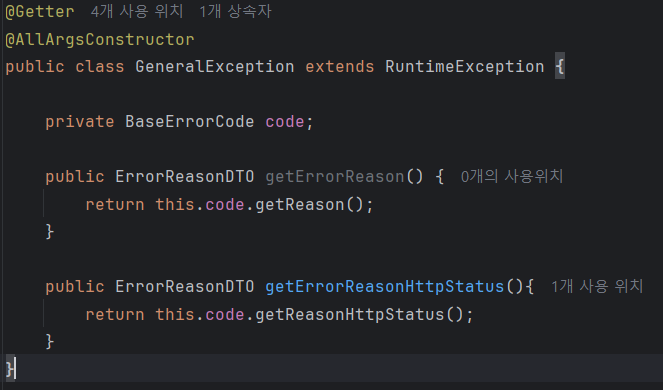 @Getter 4개 사용 위치 1개 상속자
@AllArgsConstructor
public class GeneralException extends RuntimeException {
private BaseErrorCode code;
public ErrorReasonDTO getErrorReason() { 0개의 사용위치
return this.code.getReason();
}
public ErrorReasonDTO getErrorReasonHttpStatus(){ 1개 사용 위치
return this.code.getReasonHttpStatus();
}
}